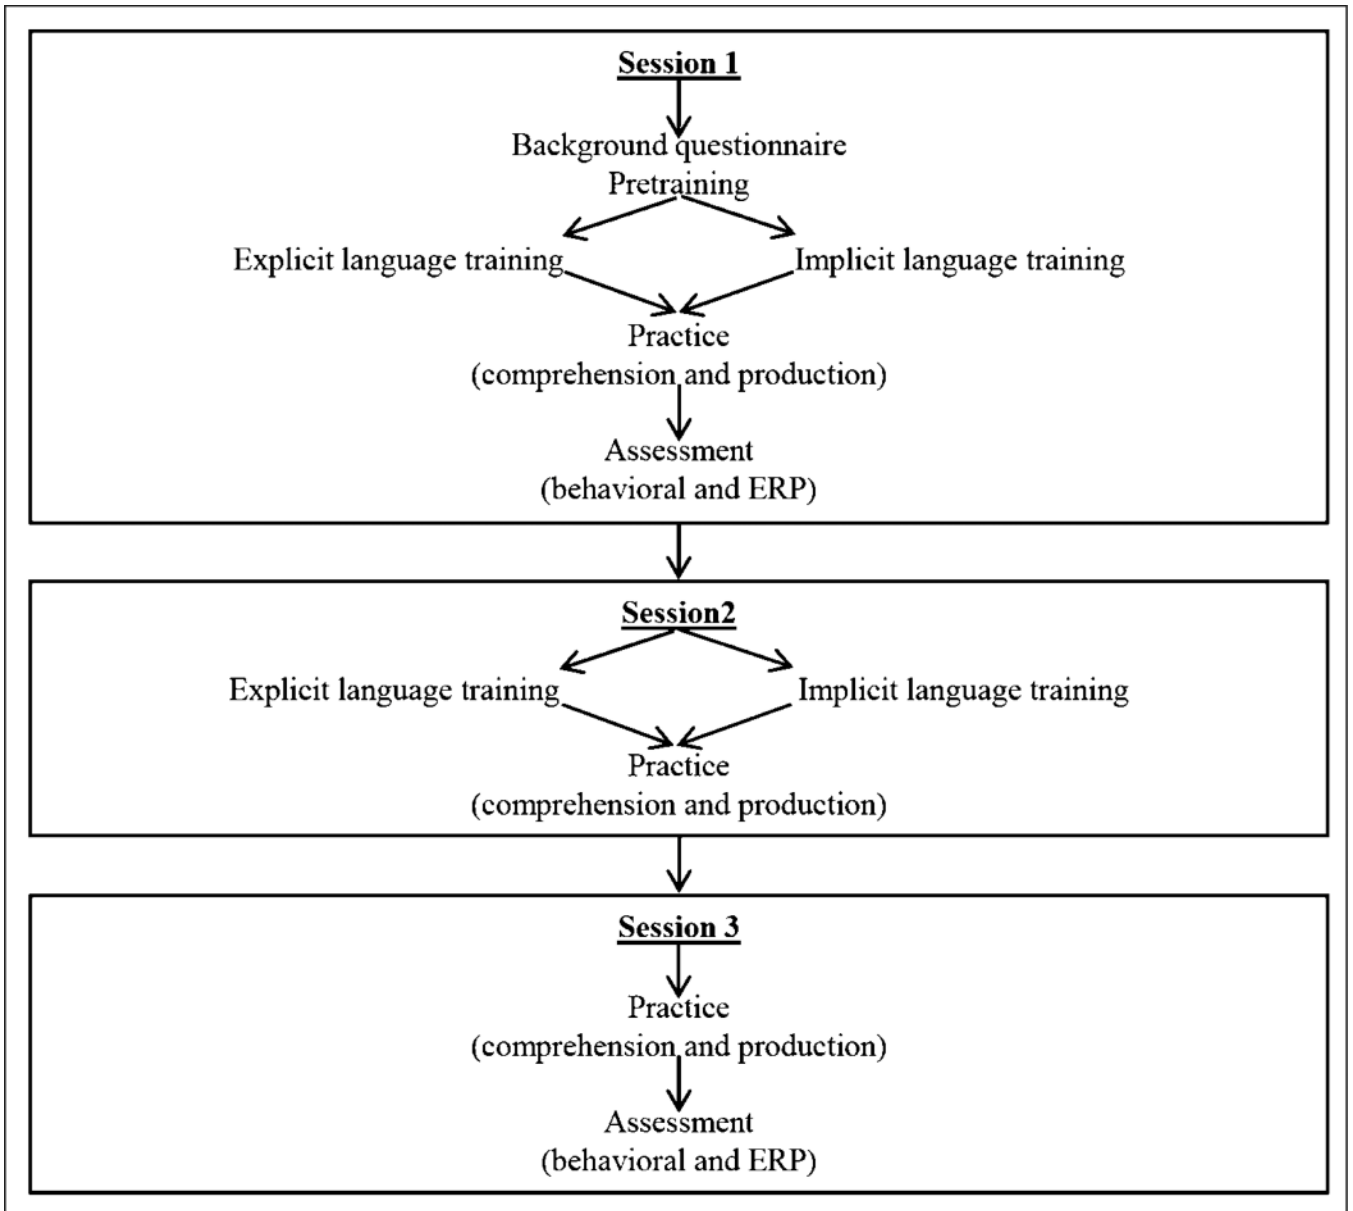 Session 1
Background questionnaire
Pretraining
Explicit language training
Implicit language training
Practice
(comprehension and production)
Assessment
(behavioral and ERP)
Session2
Explicit language training
Implicit language training
Practice
(comprehension and production)
Session 3
Practice
(comprehension and production)
Assessment
(behavioral and ERP)